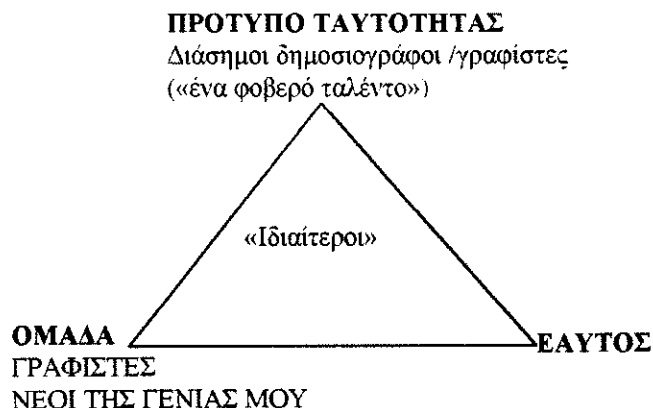 ΠΡΟΤΥΠΟ ΤΑΥΤΟΤΗΤΑΣ
Διάσημοι δημοσιογράφοι /γραφίστες
(«ένα φοβερό ταλέντο»)
«Ιδιαίτεροι»
ΟΜΑΔΑ
ΕΑΥΤΟΣ
ΓΡΑΦΙΣΤΕΣ
ΝΕΟΙ ΤΗΣ ΓΕΝΙΑΣ ΜΟΥ